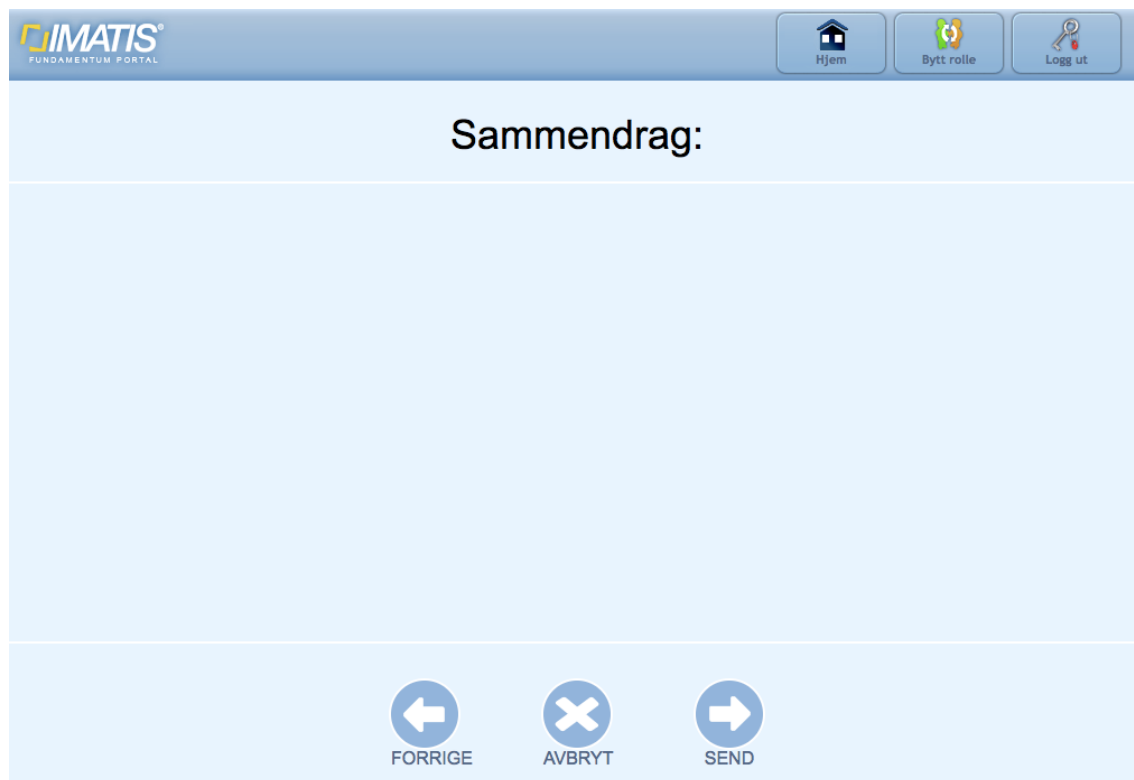 IMATIS®
FUNDAMENTUM PORTAL
Hjem
Bytt rolle
Logg ut
Sammendrag:
FORRIGE
AVBRYT
SEND